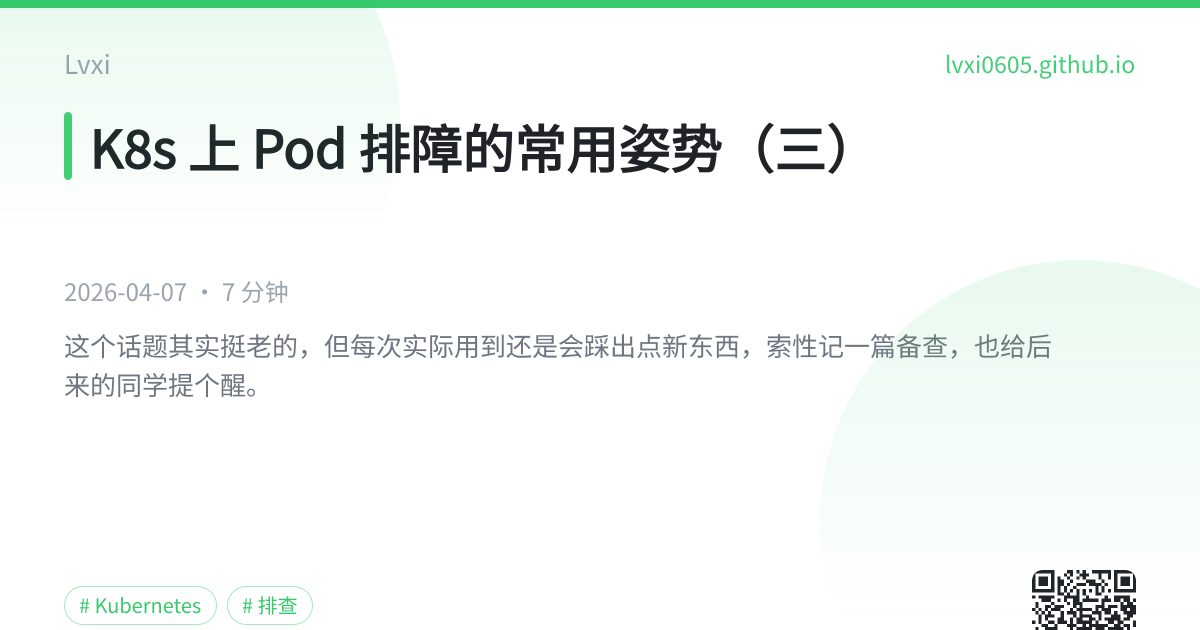 Lvxi
lvxi0605.github.io
K8s 上 Pod 排障的常用姿势（三）
2026-04-07 · 7 分钟
这个话题其实挺老的，但每次实际用到还是会踩出点新东西，索性记一篇备查，也给后
来的同学提个醒。
# Kubernetes
# 排查